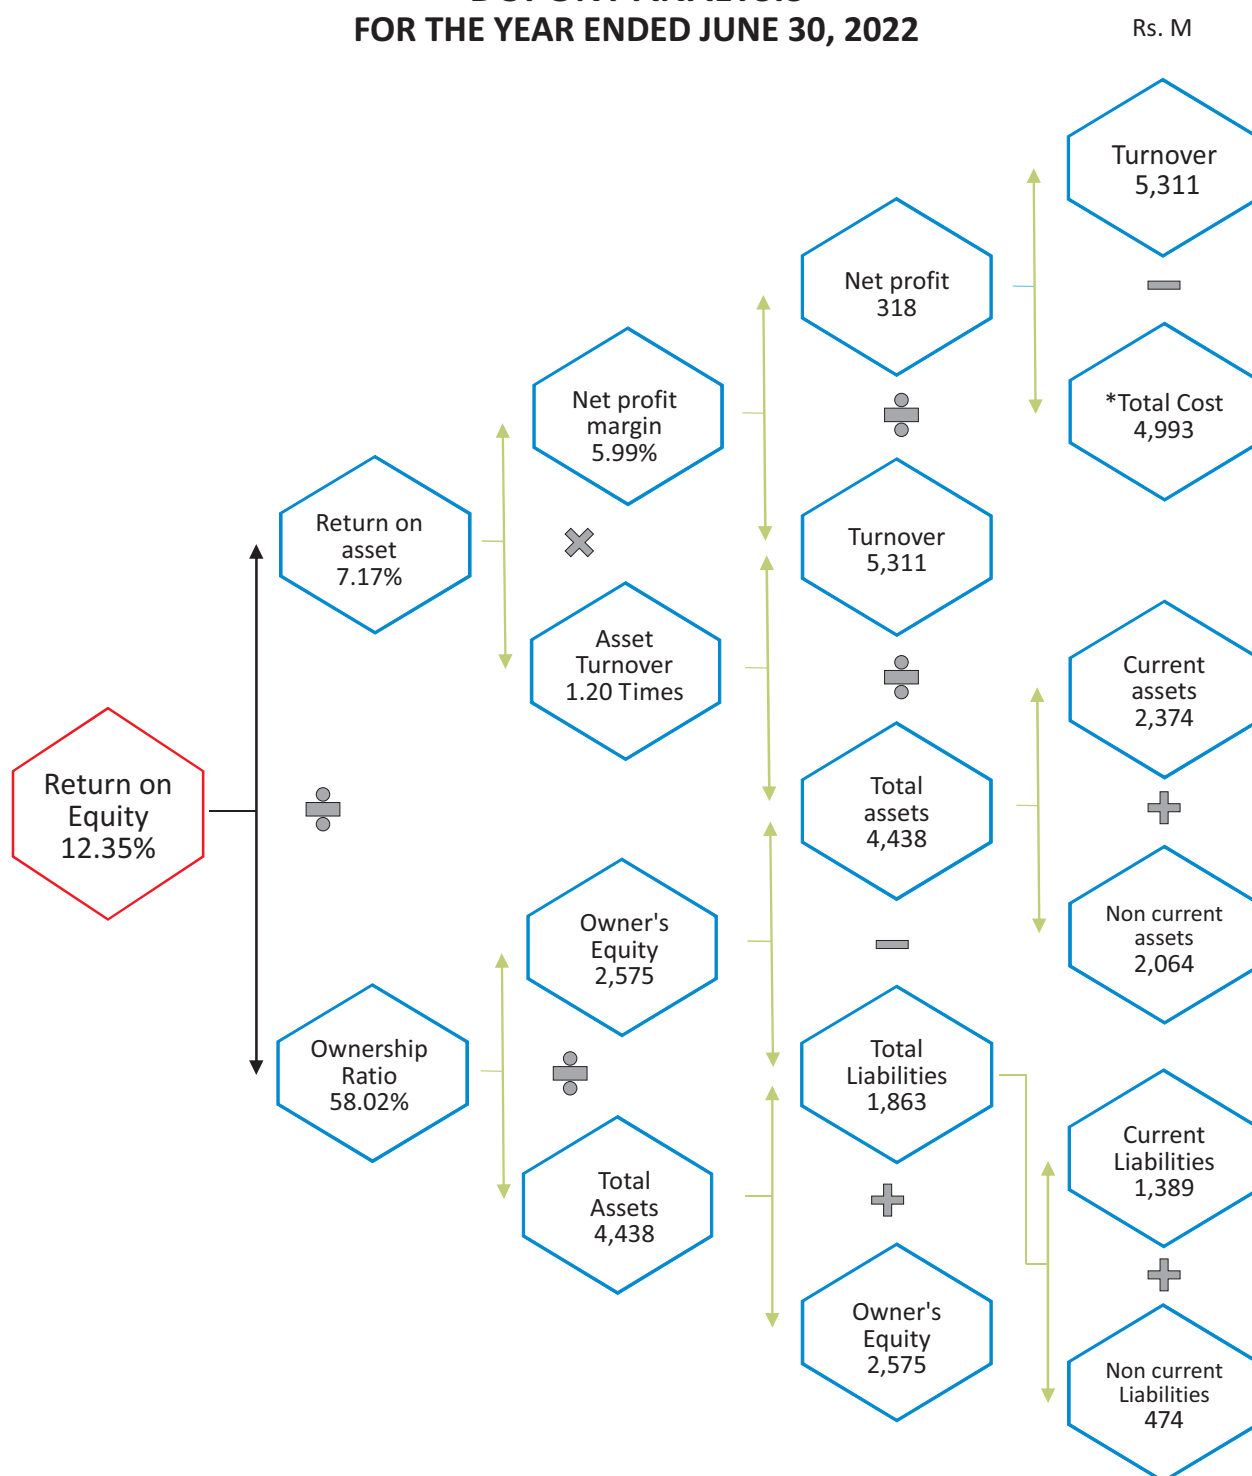 FOR THE YEAR ENDED JUNE 30, 2022
Rs. M
Turnover
5,311
Net profit
318
*Total Cost
4,993
Net profit
margin
5.99%
Return on
asset
7.17%
Turnover
5,311
Asset
Turnover
1.20 Times
Current
assets
2,374
Return on
Equity
12.35%
Total
assets
4,438
Owner's
Equity
2,575
Non current
assets
2,064
Ownership
Ratio
58.02%
Total
Liabilities
1,863
Current
Liabilities
1,389
Total
Assets
4,438
Owner's
Equity
2,575
Non current
Liabilities
474